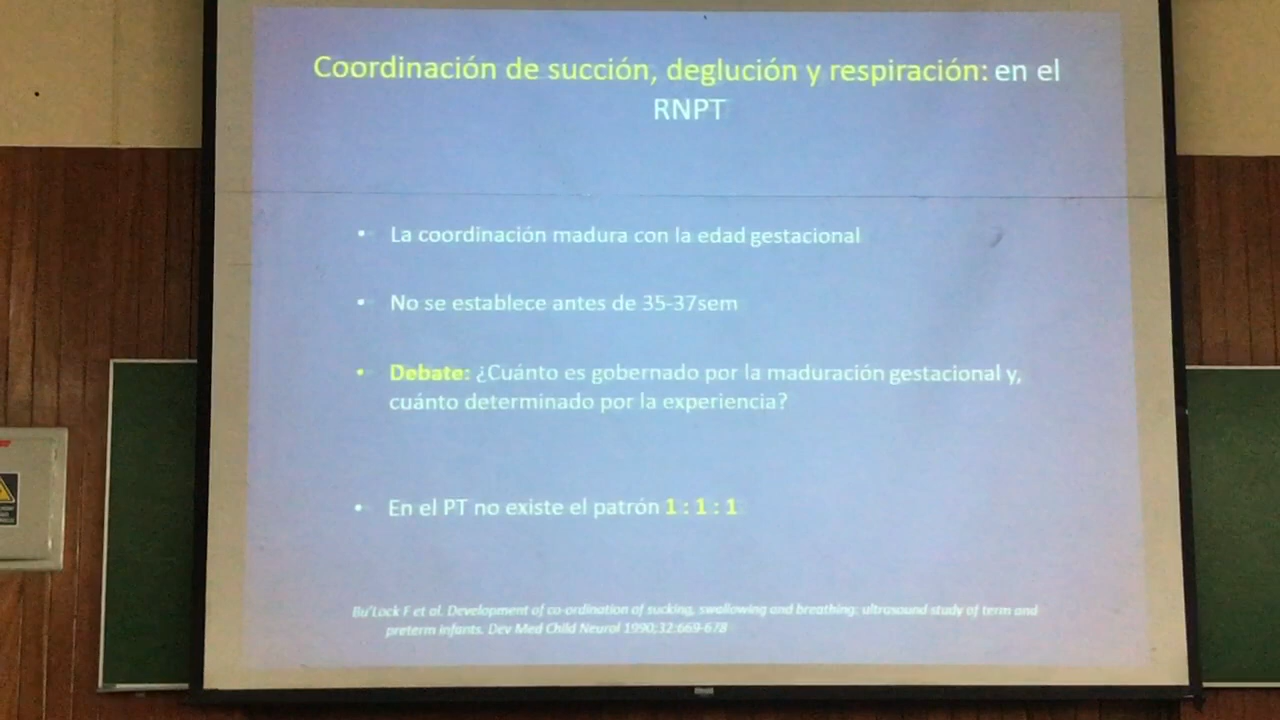 Coordinación de succión, deglución y respiración: en el
RNPT
• La coordinación madura con la edad gestacional
• No se establece antes de 35-37sem
• Debate: ¿Cuánto es gobernado por la maduración gestacional y,
cuánto determinado por la experiencia?
• En el PT no existe el patrón 1 : 1 : 1
Bu'Lock F et al. Development of co-ordination of sucking, swallowing and breathing: ultrasound study of term and
preterm infants. Dev Med Child Neurol 1990;32:669-678